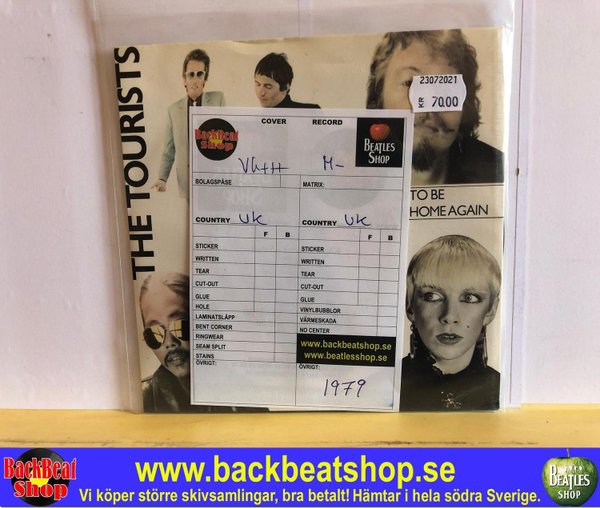 THE TOURISTS
23072021
KR 70.00
TO BE
HOME AGAIN
BackBeat
Shop
COVER RECORD
BEATLES
SHOP
VG++ M-
BOLAGSPÅSE MATRIX:
COUNTRY UK COUNTRY UK
F B F B
STICKER STICKER
WRITTEN WRITTEN
TEAR TEAR
CUT-OUT CUT-OUT
GLUE GLUE
HOLE VINYLBUBBLOR
LAMINATSLÄPP VÄRMESKADA
BENT CORNER NO CENTER
RINGWEAR
SEAM SPLIT
STAINS
www.backbeatshop.se
www.beatlesshop.se
ÖVRIGT: ÖVRIGT:
1979
BackBeat
Shop
www.backbeatshop.se
Vi köper större skivsamlingar, bra betalt! Hämtar i hela södra Sverige.
BEATLES
SHOP